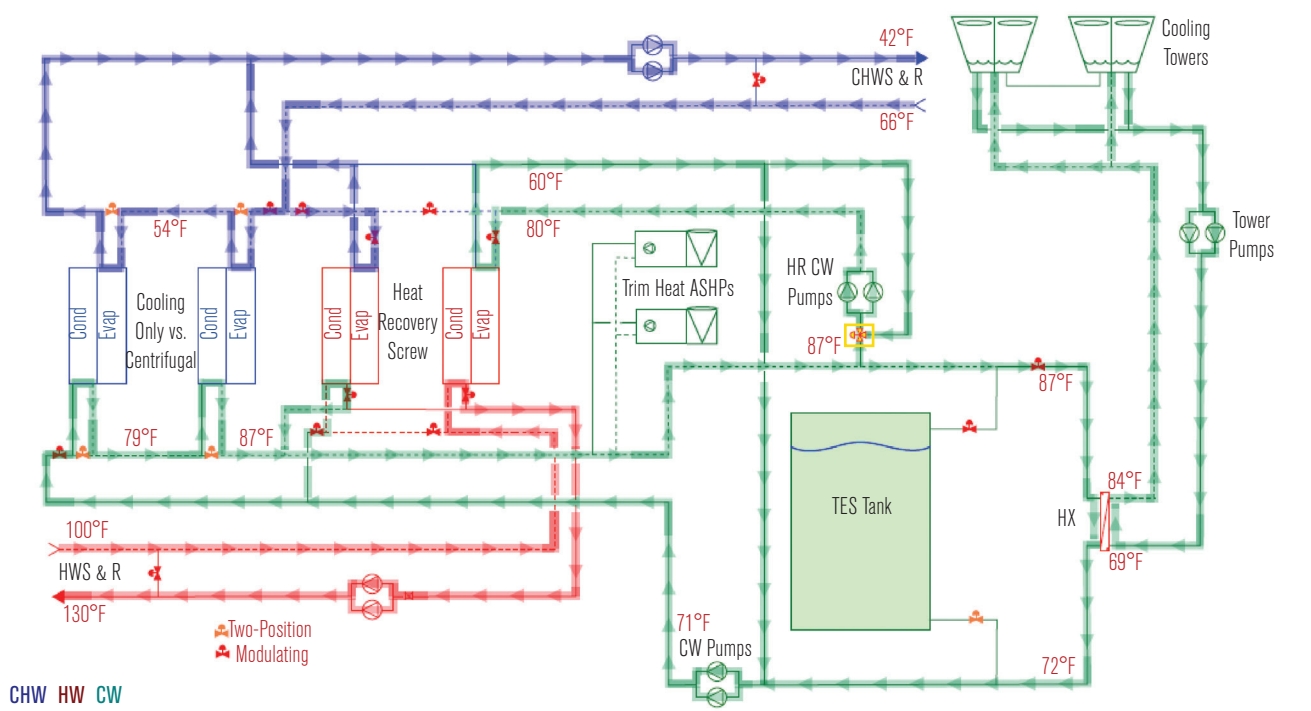 42°F
CHWS & R
66°F
Cooling
Towers
60°F
80°F
54°F
Tower
Pumps
HR CW
Pumps
Trim Heat ASHPs
Cond
Evap
Cooling
Only vs.
Centrifugal
Cond
Evap
Cond
Evap
Heat
Recovery
Screw
Cond
Evap
87°F
87°F
79°F
87°F
TES Tank
84°F
HX
69°F
100°F
HWS & R
130°F
Two-Position
Modulating
71°F
CW Pumps
72°F
CHW HW CW